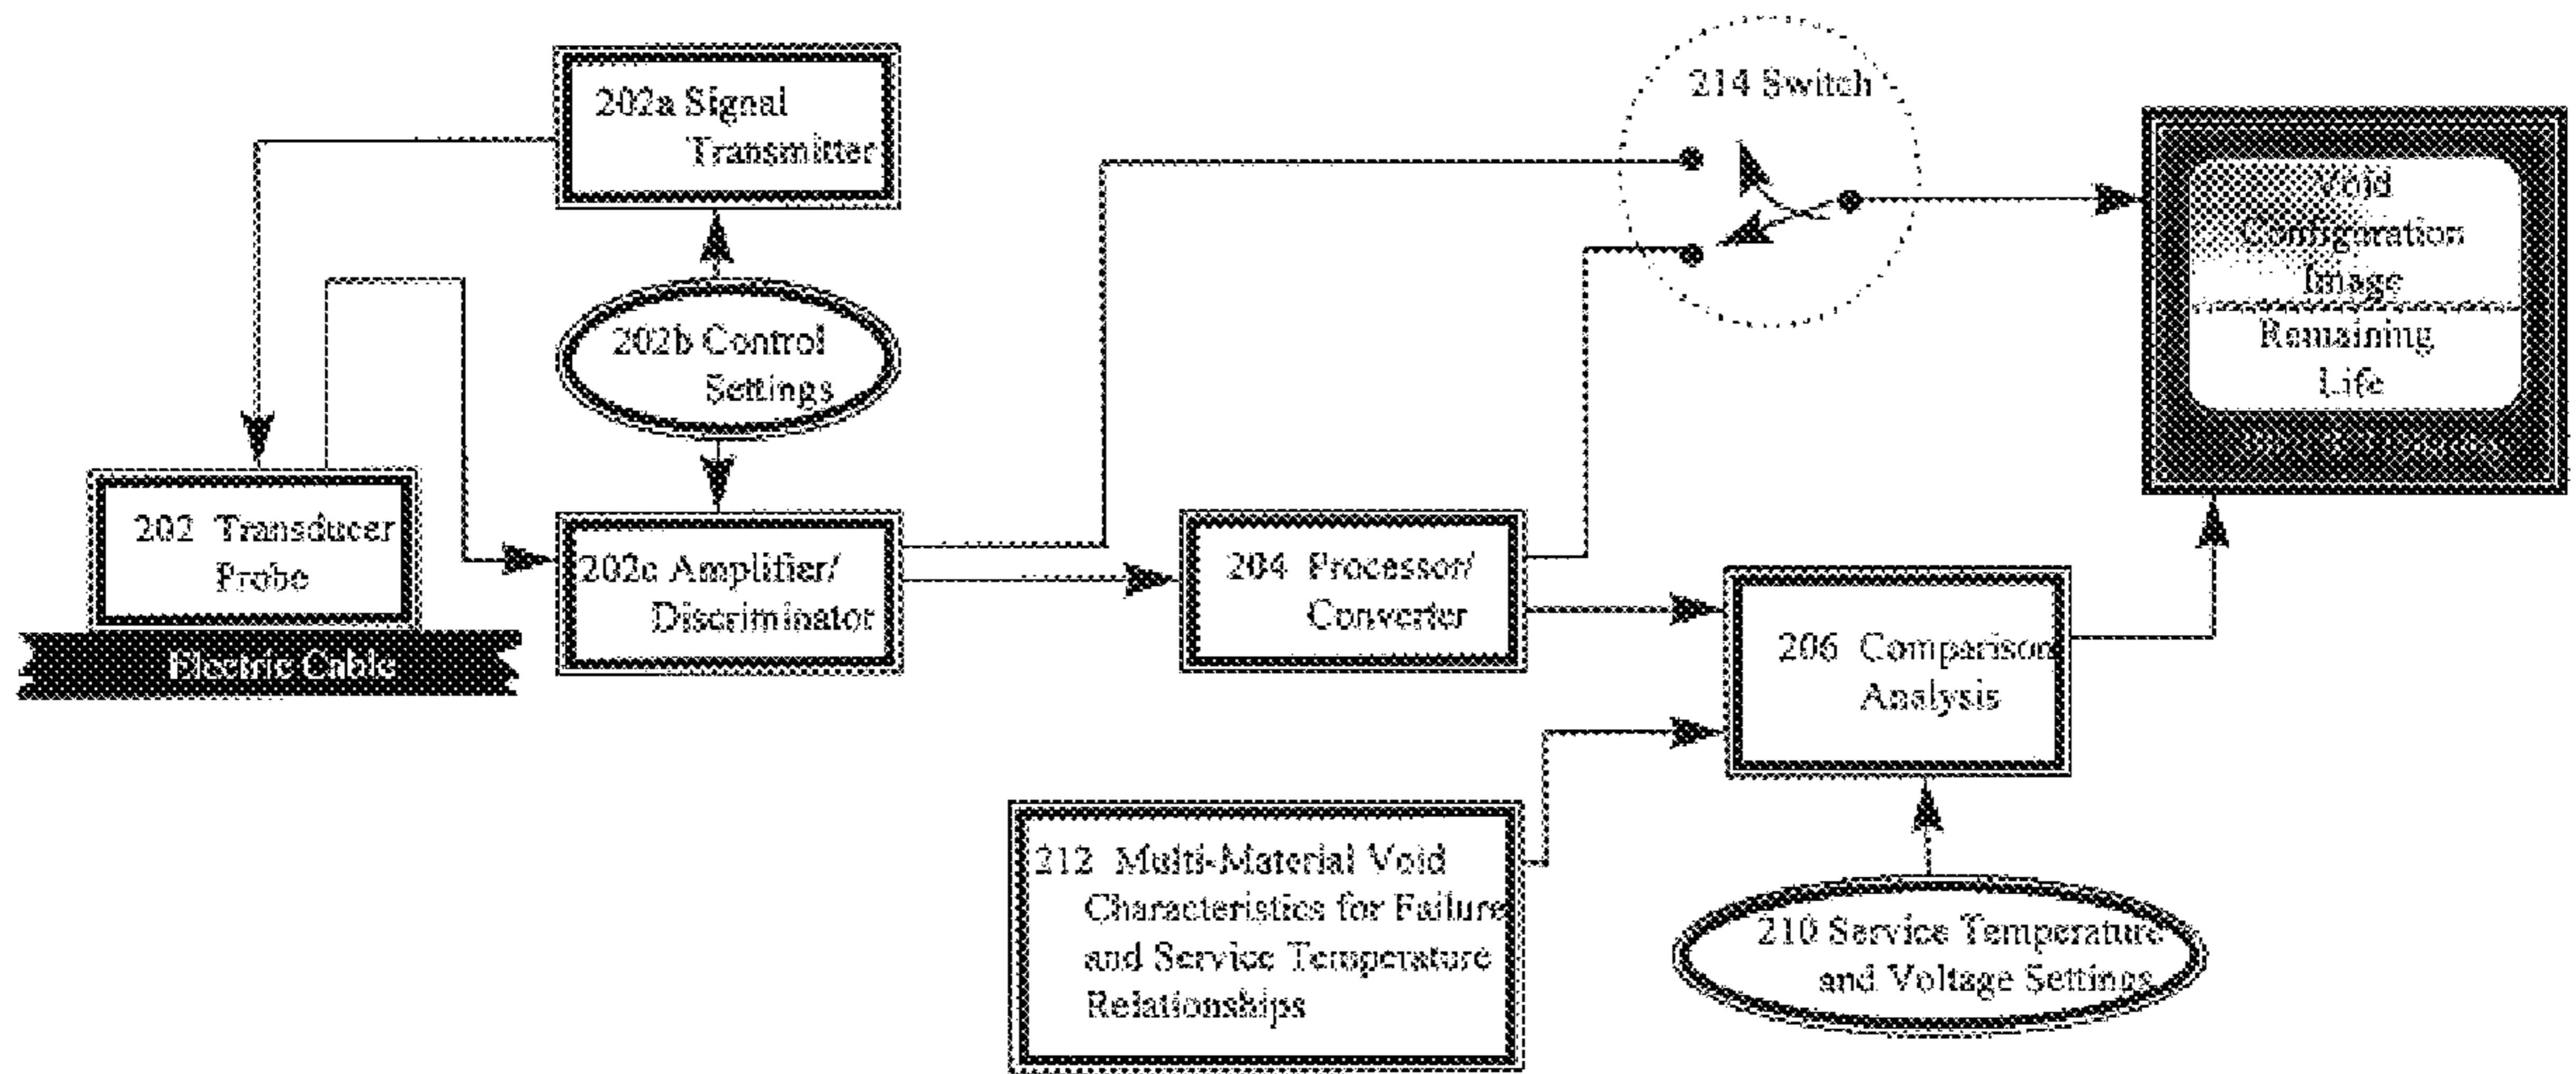 202a Signal
Transmitter
214 Switch
Void
Configuration
Image
Remaining
Life
202b Control
Settings
202 Transducer
Probe
Electric Cable
202c Amplifier/
Discriminator
204 Processor/
Converter
206 Comparison
Analysis
212 Multi-Material Void
Characteristics for Failure
and Service Temperature
Relationships
210 Service Temperature
and Voltage Settings